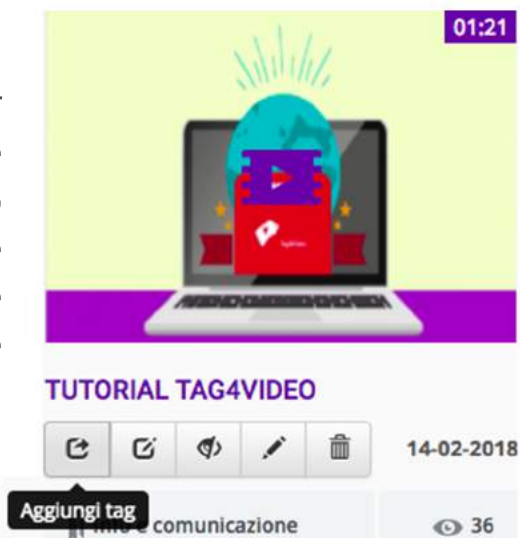 01:21
TUTORIAL TAG4VIDEO
14-02-2018
Aggiungi tag
e comunicazione
36